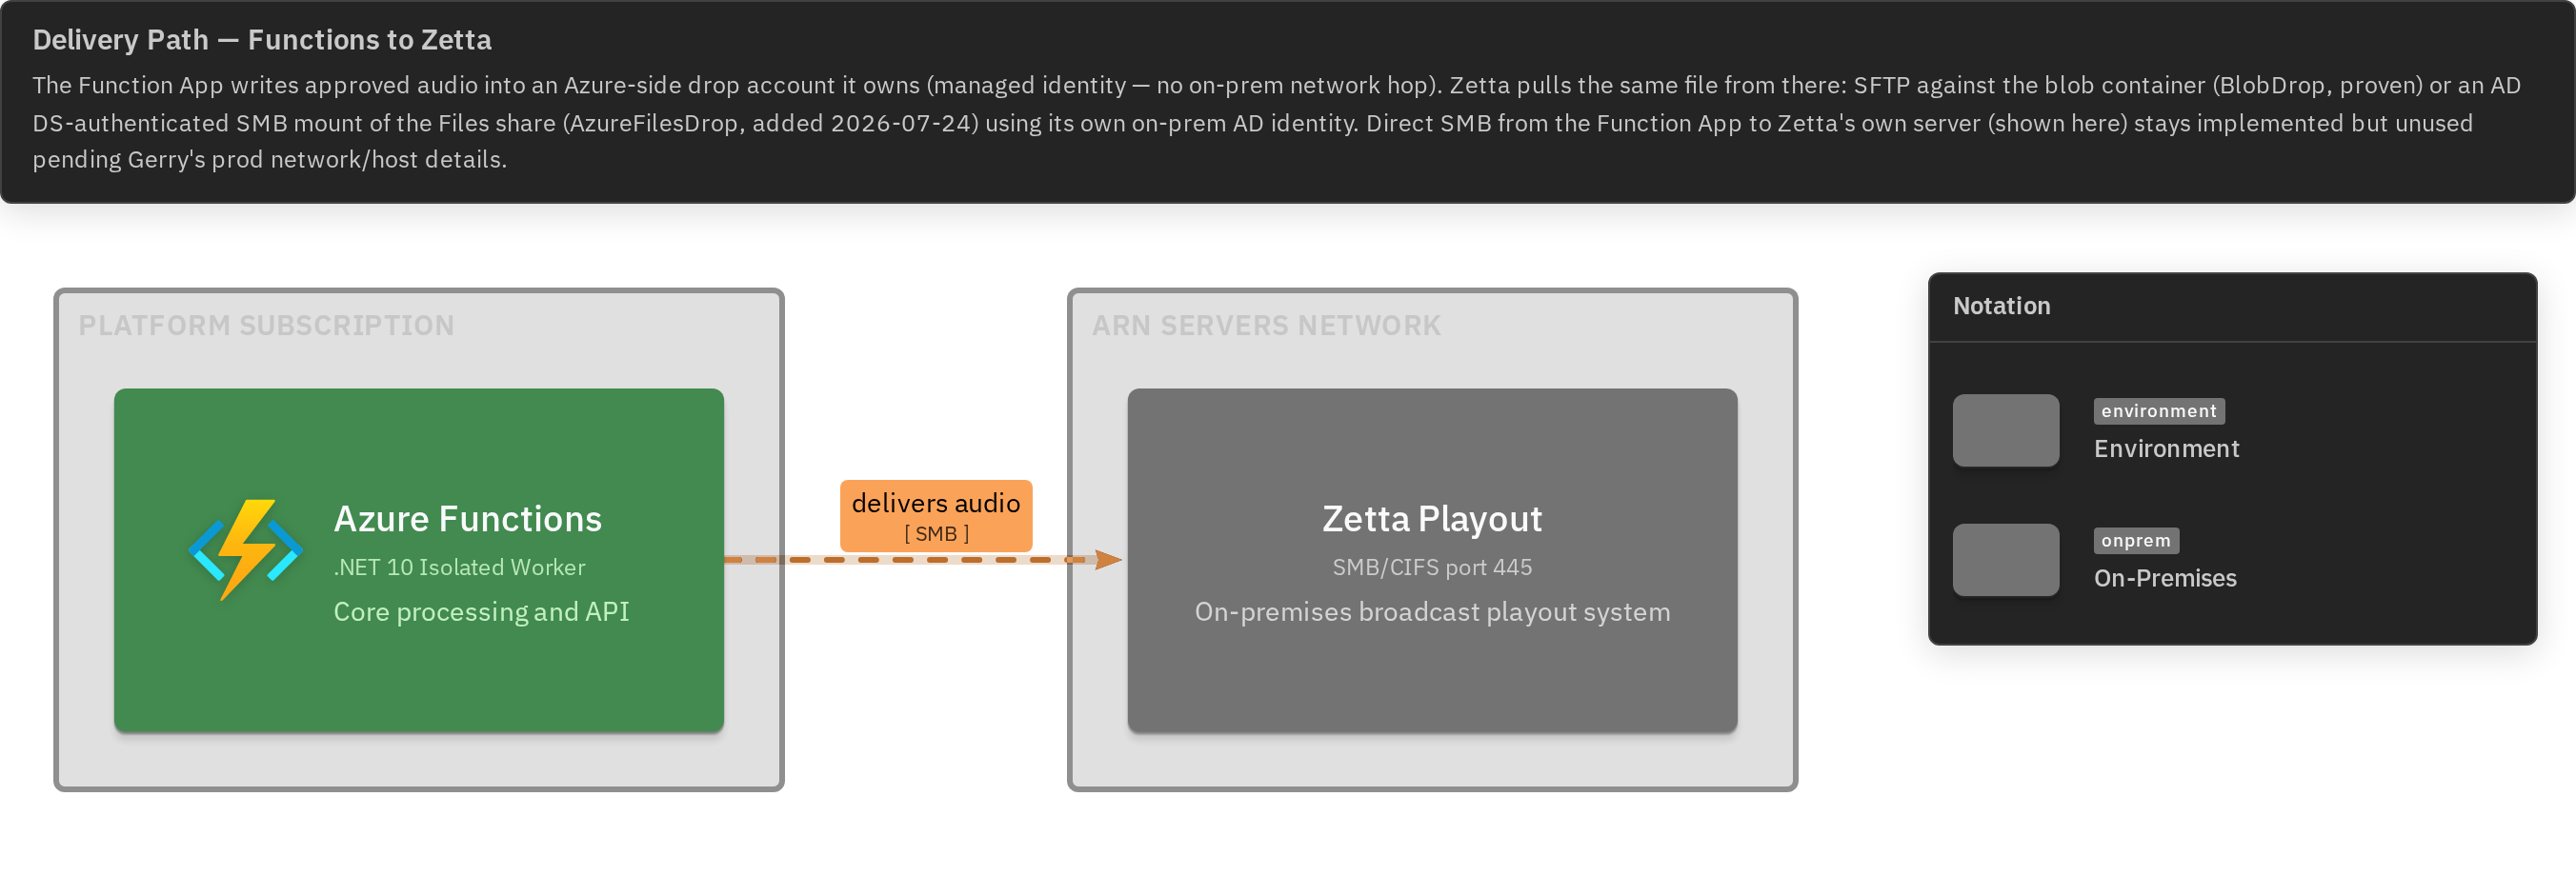 Delivery Path — Functions to Zetta
The Function App writes approved audio into an Azure-side drop account it owns (managed identity — no on-prem network hop). Zetta pulls the same file from there: SFTP against the blob container (BlobDrop, proven) or an AD
DS-authenticated SMB mount of the Files share (AzureFilesDrop, added 2026-07-24) using its own on-prem AD identity. Direct SMB from the Function App to Zetta's own server (shown here) stays implemented but unused
pending Gerry's prod network/host details.
PLATFORM SUBSCRIPTION
Azure Functions
.NET 10 Isolated Worker
Core processing and API
delivers audio
[ SMB ]
ARN SERVERS NETWORK
Zetta Playout
SMB/CIFS port 445
On-premises broadcast playout system
Notation
environment
Environment
onprem
On-Premises